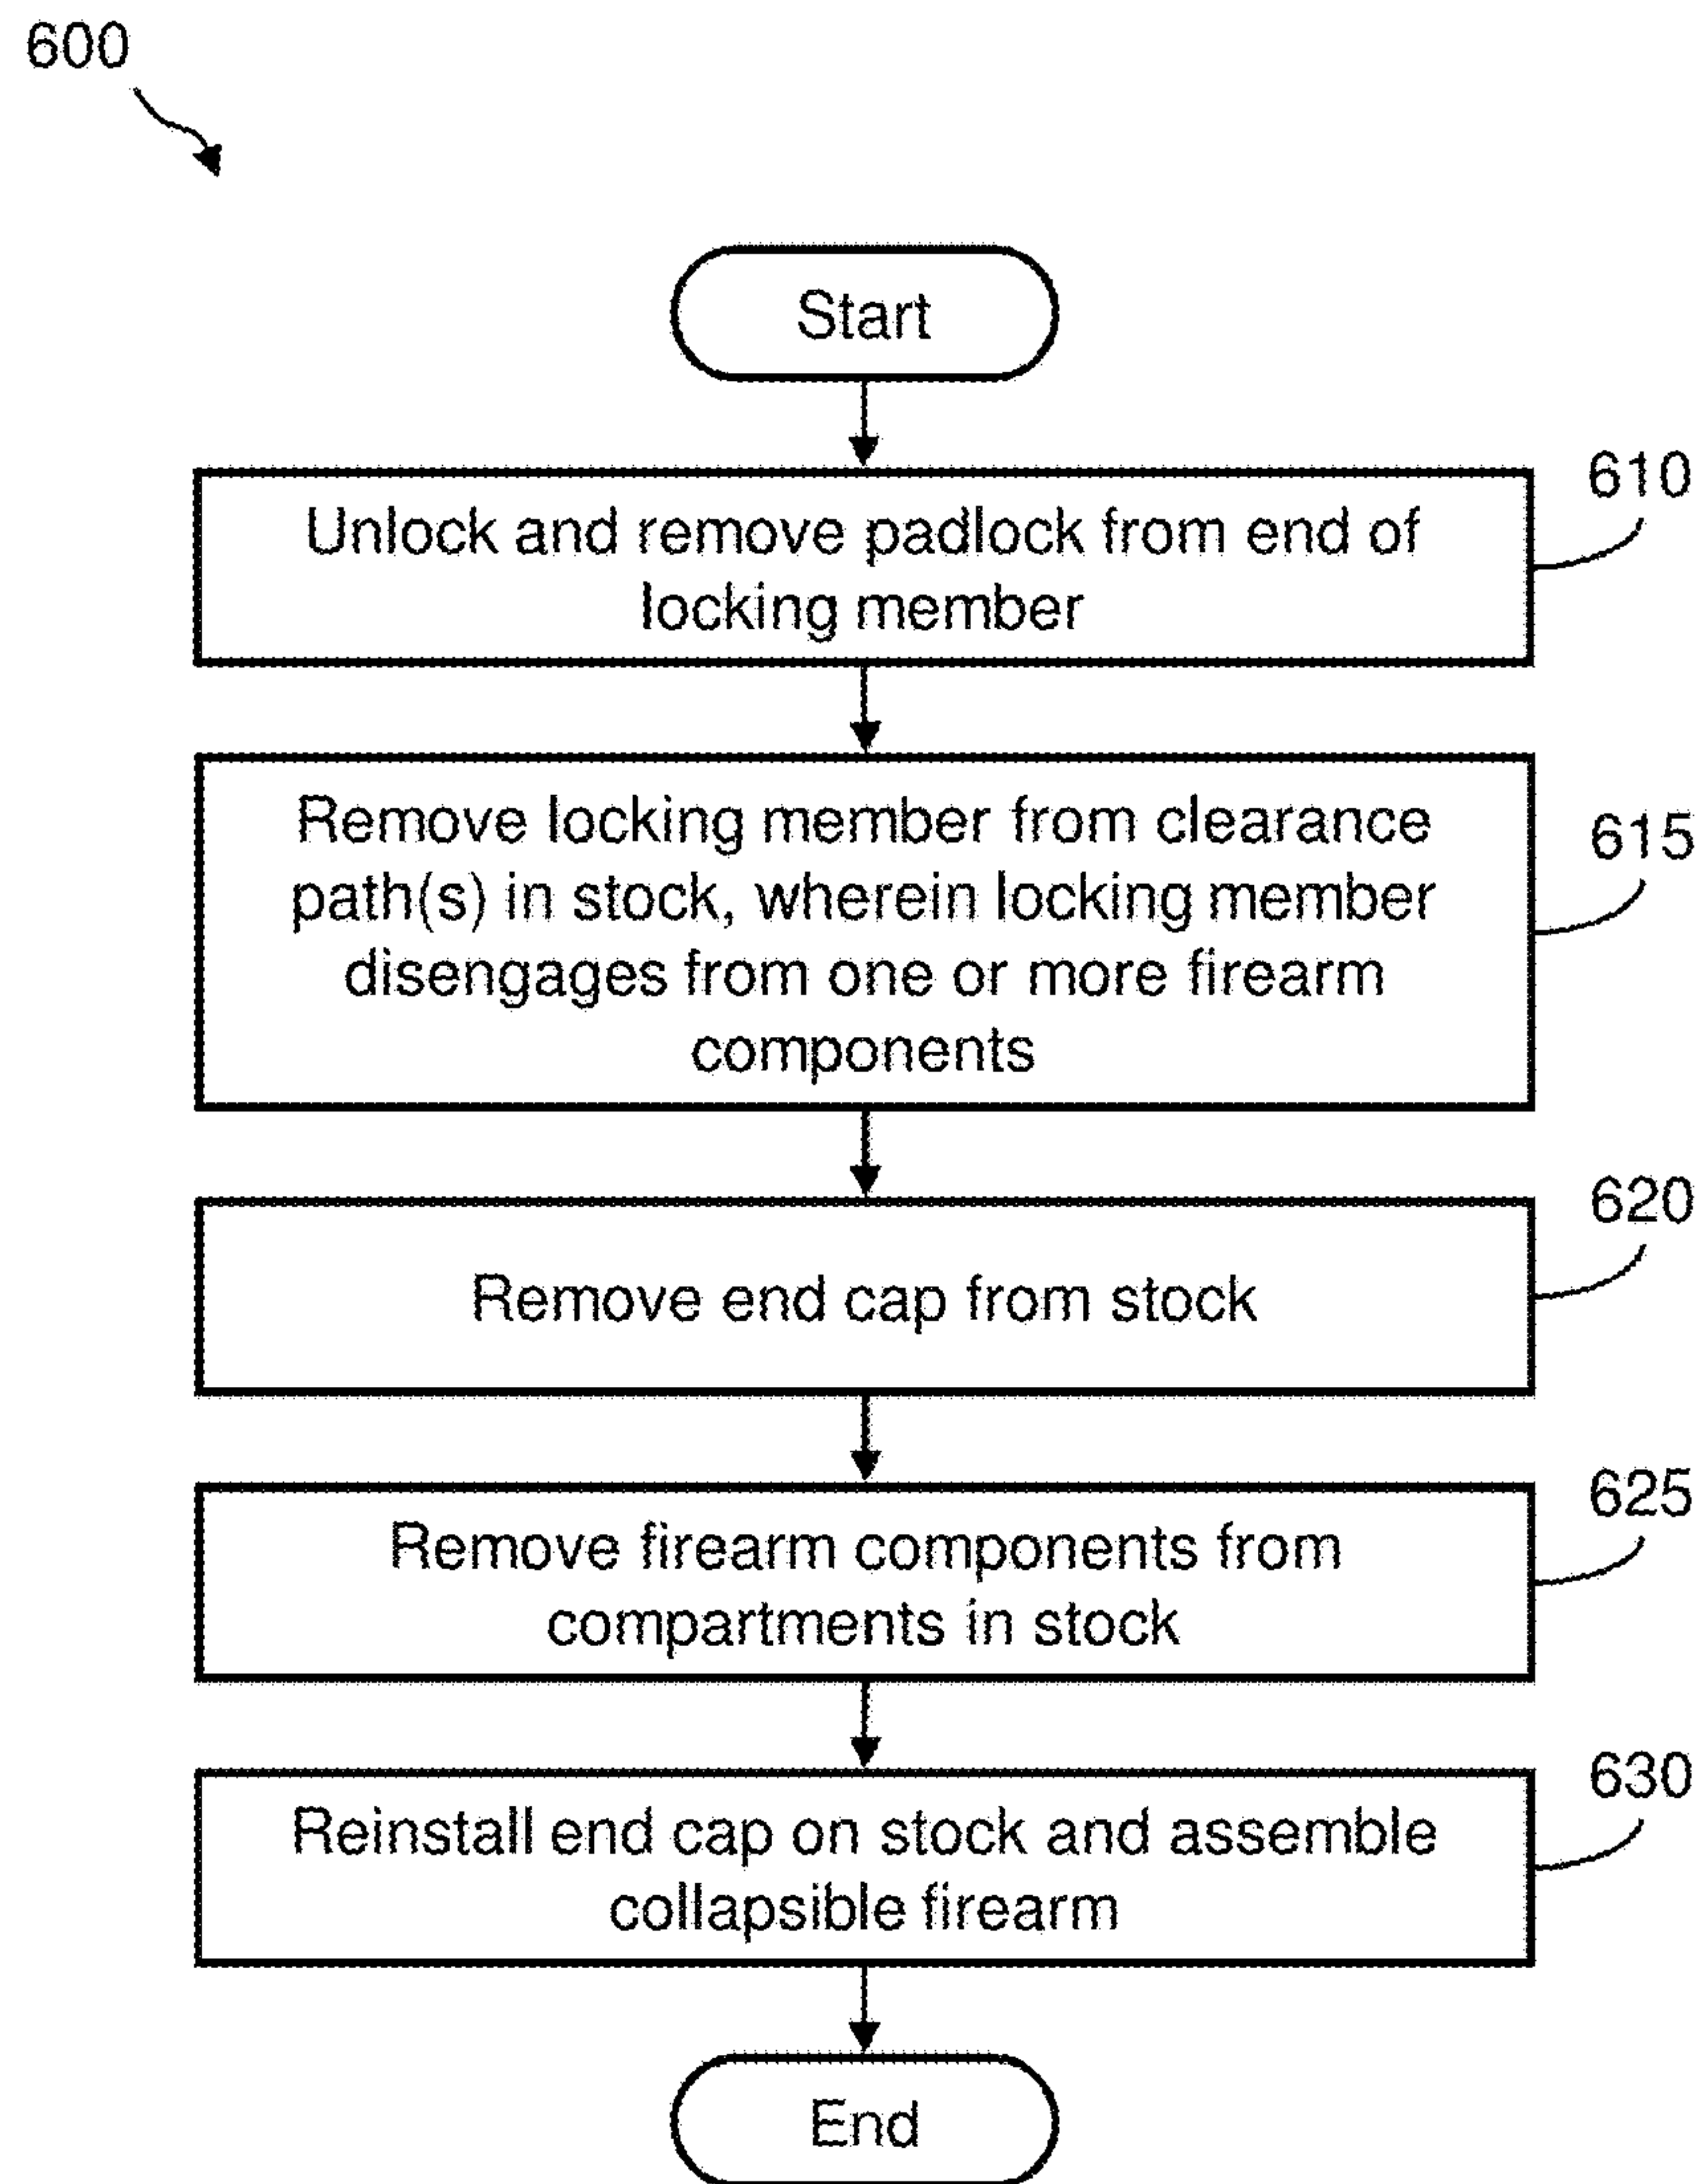 600
Start
610
Unlock and remove padlock from end of
locking member
615
Remove locking member from clearance
path(s) in stock, wherein locking member
disengages from one or more firearm
components
620
Remove end cap from stock
625
Remove firearm components from
compartments in stock
630
Reinstall end cap on stock and assemble
collapsible firearm
End